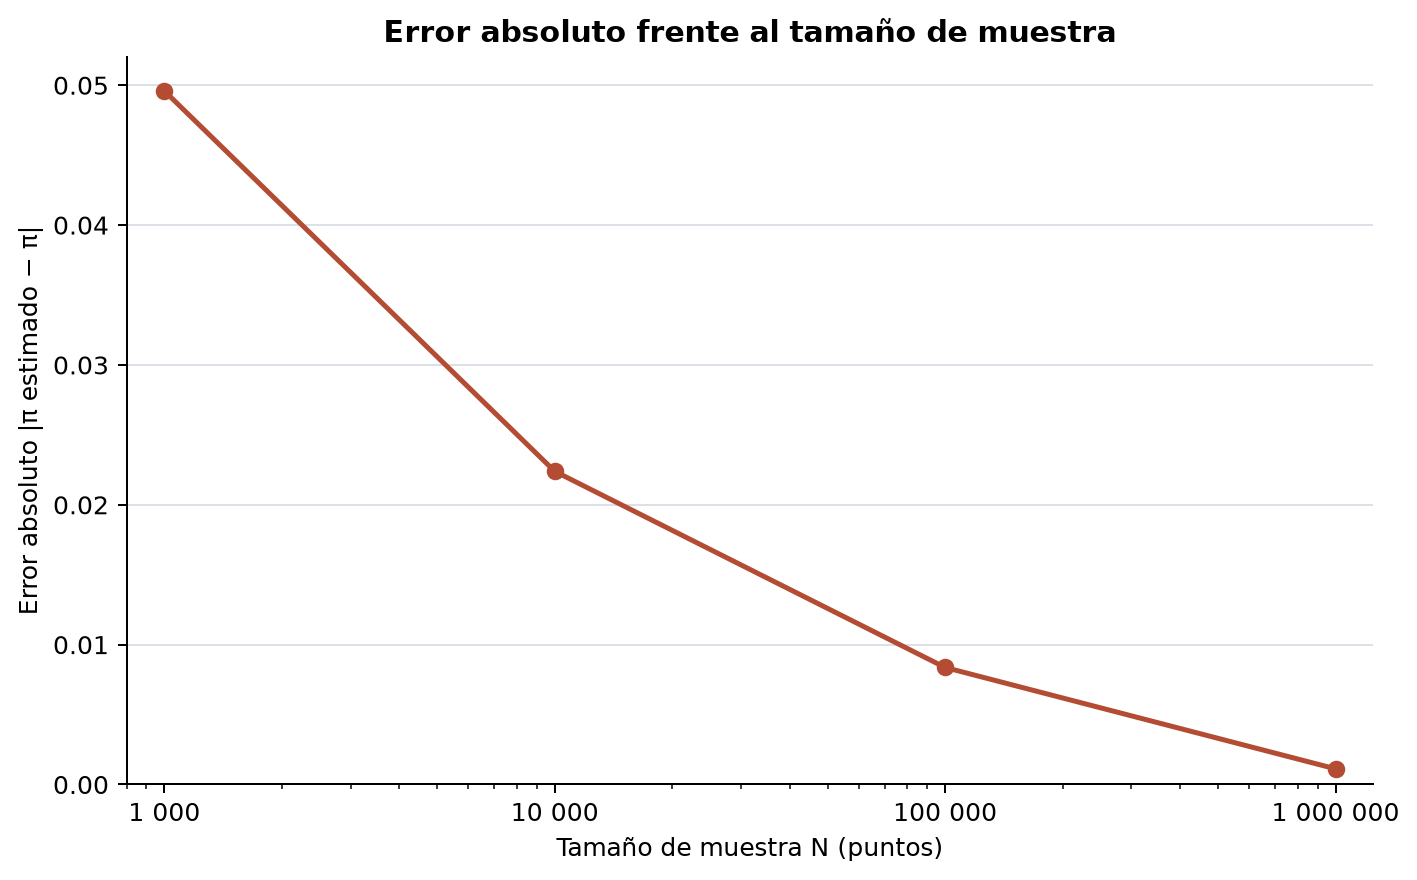 Error absoluto frente al tamaño de muestra
Error absoluto |π estimado − π|
0.05
0.04
0.03
0.02
0.01
0.00
1 000
10 000
100 000
1 000 000
Tamaño de muestra N (puntos)